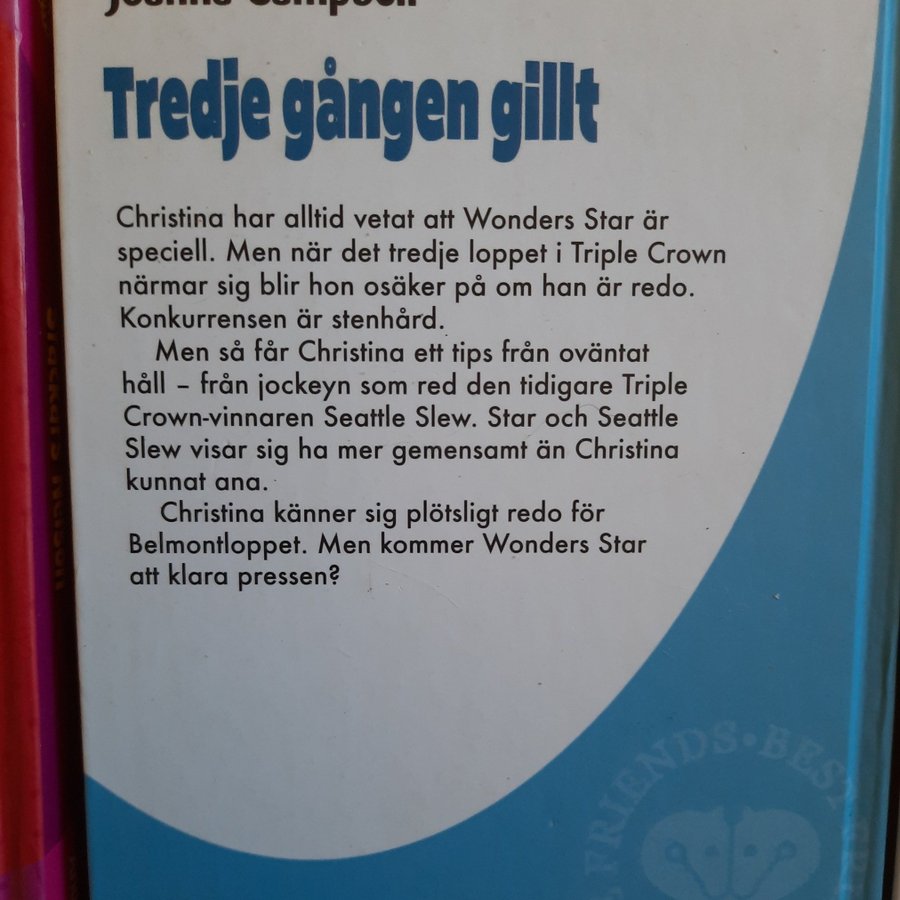 Joanna Campbell
Tredje gången gillt
Christina har alltid vetat att Wonders Star är
speciell. Men när det tredje loppet i Triple Crown
närmar sig blir hon osäker på om han är redo.
Konkurrensen är stenhård.
Men så får Christina ett tips från oväntat
håll – från jockeyn som red den tidigare Triple
Crown-vinnaren Seattle Slew. Star och Seattle
Slew visar sig ha mer gemensamt än Christina
kunnat ana.
Christina känner sig plötsligt redo för
Belmontloppet. Men kommer Wonders Star
att klara pressen?
FRIENDS • BEST